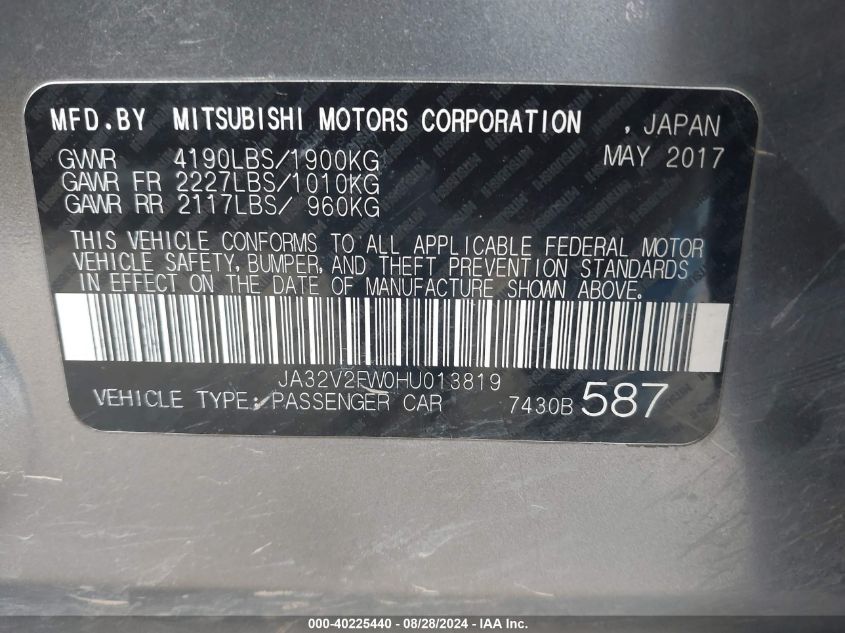 MFD.BY MITSUBISHI MOTORS CORPORATION , JAPAN
GVWR 4190LBS/1900KG MAY 2017
GAWR FR 2227LBS/1010KG
GAWR RR 2117LBS/ 960KG
THIS VEHICLE CONFORMS TO ALL APPLICABLE FEDERAL MOTOR
VEHICLE SAFETY, BUMPER, AND THEFT PREVENTION STANDARDS
IN EFFECT ON THE DATE OF MANUFACTURE SHOWN ABOVE.
JA32V2FW0HU013819
VEHICLE TYPE: PASSENGER CAR 7430B 587
000-40225440 - 08/28/2024 - IAA Inc.